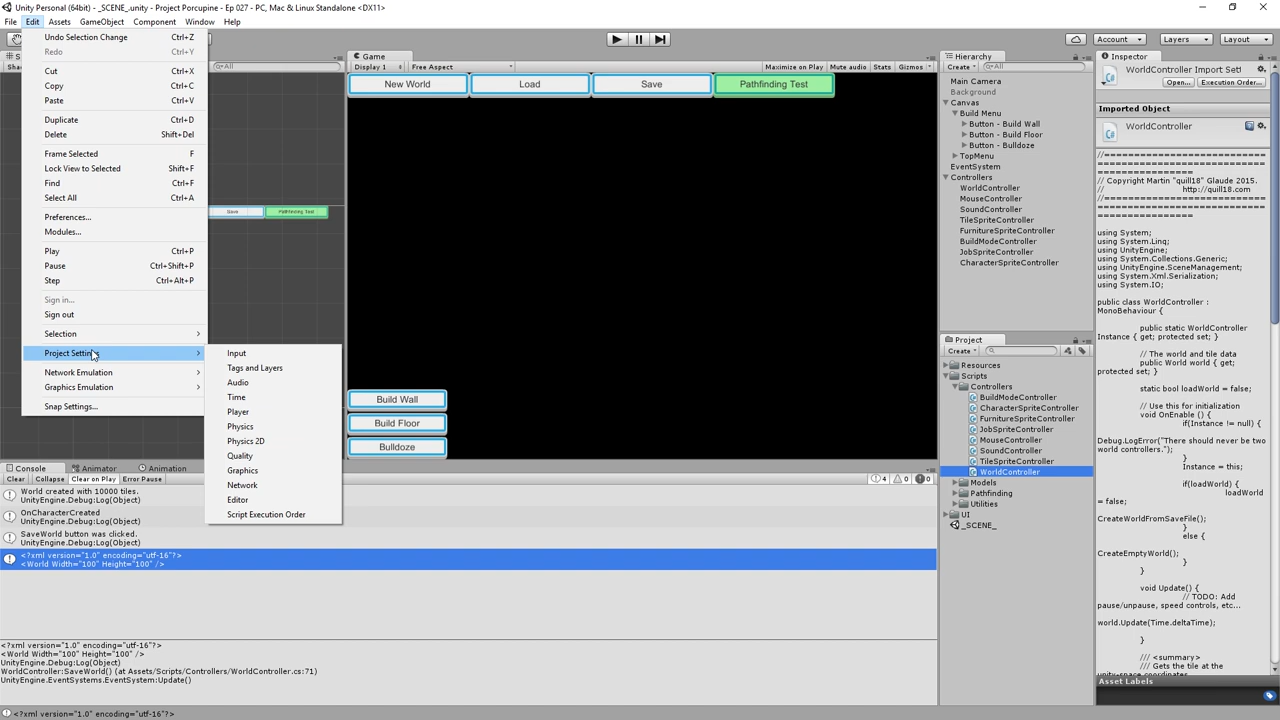 Unity Personal (64bit) - _SCENE_.unity - Project Porcupine - Ep 027 - PC, Mac & Linux Standalone <DX11>
File Edit Assets GameObject Component Window Help
Account Layers Layout
Undo Selection Change Ctrl+Z
Redo Ctrl+Y
Cut Ctrl+X
Copy Ctrl+C
Paste Ctrl+V
Duplicate Ctrl+D
Delete Shift+Del
Frame Selected F
Lock View to Selected Shift+F
Find Ctrl+F
Select All Ctrl+A
Preferences...
Modules...
Play Ctrl+P
Pause Ctrl+Shift+P
Step Ctrl+Alt+P
Sign in...
Sign out
Selection
Project Settings
Network Emulation
Graphics Emulation
Snap Settings...
Input
Tags and Layers
Audio
Time
Player
Physics
Physics 2D
Quality
Graphics
Network
Editor
Script Execution Order
All
Save Pathfinding Test
Game
Display 1 Free Aspect Maximize on Play Mute audio Stats Gizmos
New World Load Save Pathfinding Test
Build Wall
Build Floor
Bulldoze
Hierarchy
Create All
Main Camera
Background
Canvas
Build Menu
Button - Build Wall
Button - Build Floor
Button - Bulldoze
TopMenu
EventSystem
Controllers
WorldController
MouseController
SoundController
TileSpriteController
FurnitureSpriteController
BuildModeController
JobSpriteController
CharacterSpriteController
Project
Create
Resources
Scripts
Controllers
BuildModeController
CharacterSpriteController
FurnitureSpriteController
JobSpriteController
MouseController
SoundController
TileSpriteController
WorldController
Models
Pathfinding
Utilities
UI
_SCENE_
Inspector
WorldController Import Setti
Open... Execution Order...
Imported Object
WorldController
//=================================
=================================
=================
// Copyright Martin "quill18" Glaude 2015.
// http://quill18.com
//=================================
=================================
=================
using System;
using System.Linq;
using UnityEngine;
using System.Collections.Generic;
using UnityEngine.SceneManagement;
using System.Xml.Serialization;
using System.IO;
public class WorldController :
MonoBehaviour {
public static WorldController
Instance { get; protected set; }
// The world and tile data
public World world { get;
protected set; }
static bool loadWorld = false;
// Use this for initialization
void OnEnable () {
if(Instance != null) {
Debug.LogError("There should never be two
world controllers.");
}
Instance = this;
if(loadWorld) {
loadWorld
= false;
CreateWorldFromSaveFile();
}
else {
CreateEmptyWorld();
}
}
void Update() {
// TODO: Add
pause/unpause, speed controls, etc...
world.Update(Time.deltaTime);
}
/// <summary>
/// Gets the tile at the
unity-space coordinates
Asset Labels
Console Animator Animation
Clear Collapse Clear on Play Error Pause 4 0 0
World created with 10000 tiles.
UnityEngine.Debug:Log(Object)
OnCharacterCreated
UnityEngine.Debug:Log(Object)
SaveWorld button was clicked.
UnityEngine.Debug:Log(Object)
<?xml version="1.0" encoding="utf-16"?>
<World Width="100" Height="100" />
<?xml version="1.0" encoding="utf-16"?>
<World Width="100" Height="100" />
UnityEngine.Debug:Log(Object)
WorldController:SaveWorld() (at Assets/Scripts/Controllers/WorldController.cs:71)
UnityEngine.EventSystems.EventSystem:Update()
<?xml version="1.0" encoding="utf-16"?>